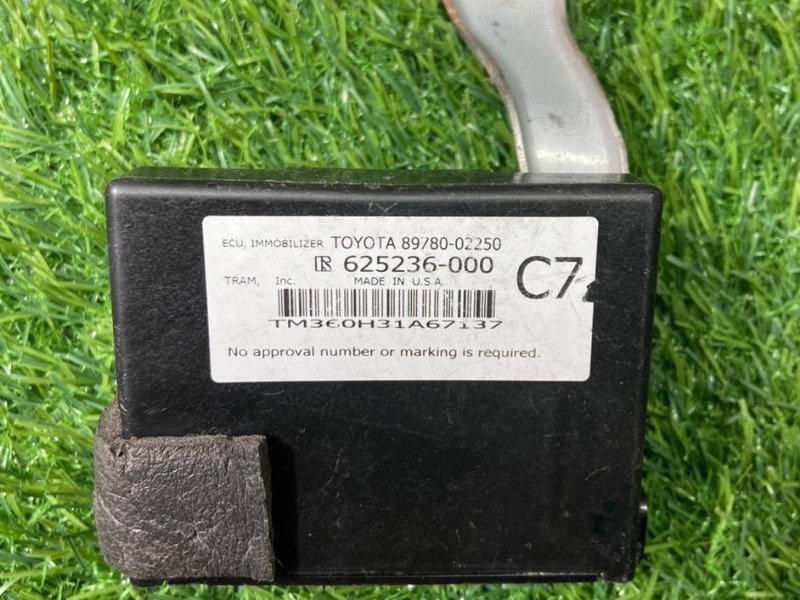 ECU, IMMOBILIZER TOYOTA 89780-02250
625236-000
C7
TRAM, Inc. MADE IN U.S.A.
TM360H31A67137
No approval number or marking is required.